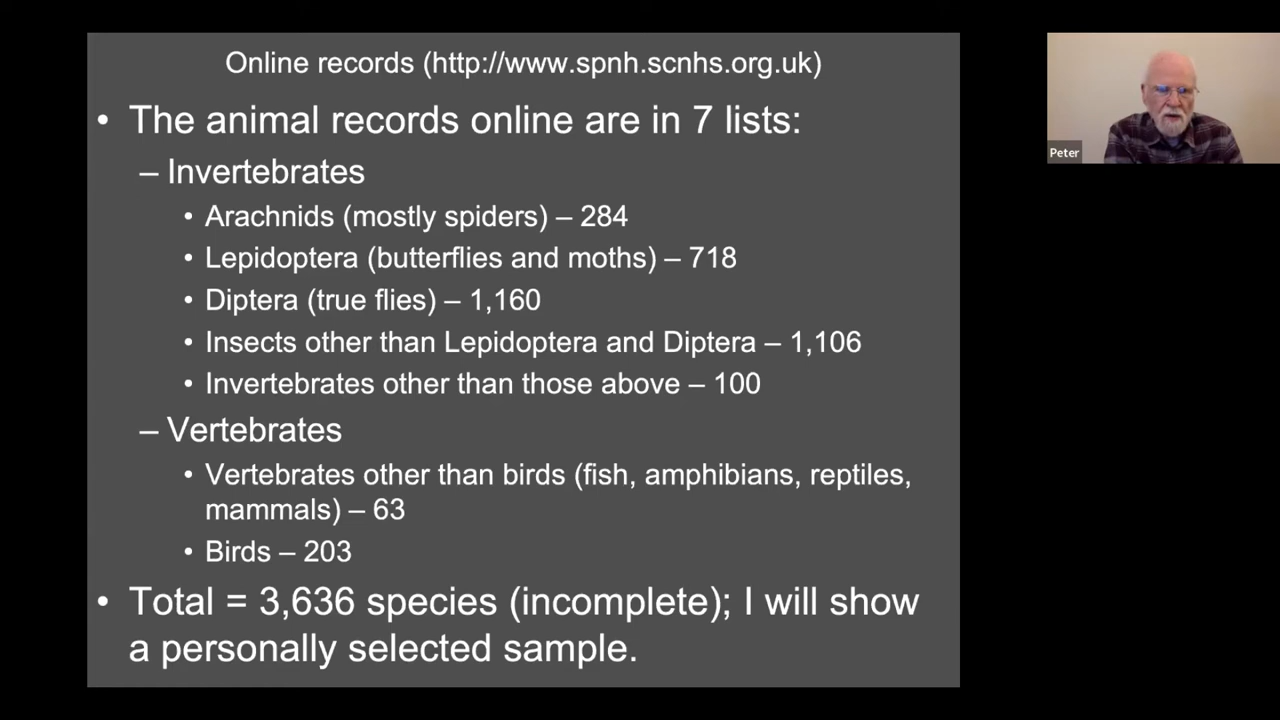 Online records (http://www.spnh.scnhs.org.uk)
• The animal records online are in 7 lists:
– Invertebrates
• Arachnids (mostly spiders) – 284
• Lepidoptera (butterflies and moths) – 718
• Diptera (true flies) – 1,160
• Insects other than Lepidoptera and Diptera – 1,106
• Invertebrates other than those above – 100
– Vertebrates
• Vertebrates other than birds (fish, amphibians, reptiles,
mammals) – 63
• Birds – 203
• Total = 3,636 species (incomplete); I will show
a personally selected sample.
Peter